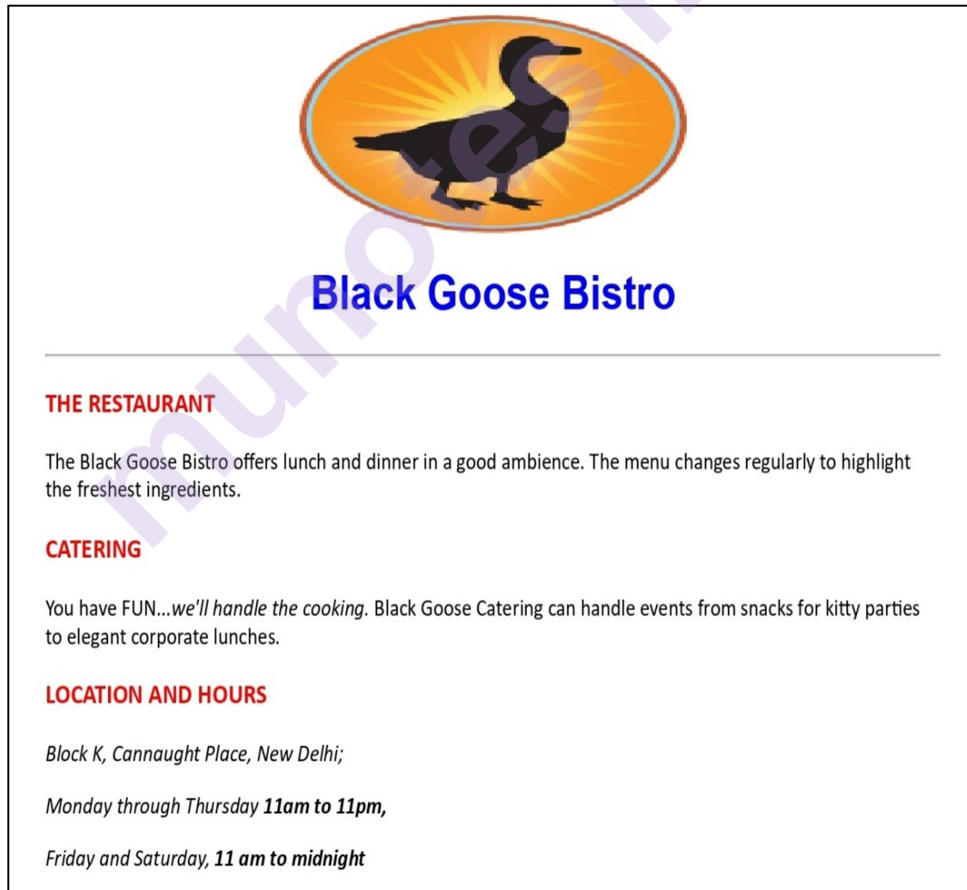 Black Goose Bistro
THE RESTAURANT
The Black Goose Bistro offers lunch and dinner in a good ambience. The menu changes regularly to highlight
the freshest ingredients.
CATERING
You have FUN...we'll handle the cooking. Black Goose Catering can handle events from snacks for kitty parties
to elegant corporate lunches.
LOCATION AND HOURS
Block K, Cannaught Place, New Delhi;
Monday through Thursday 11am to 11pm,
Friday and Saturday, 11 am to midnight
munotes.